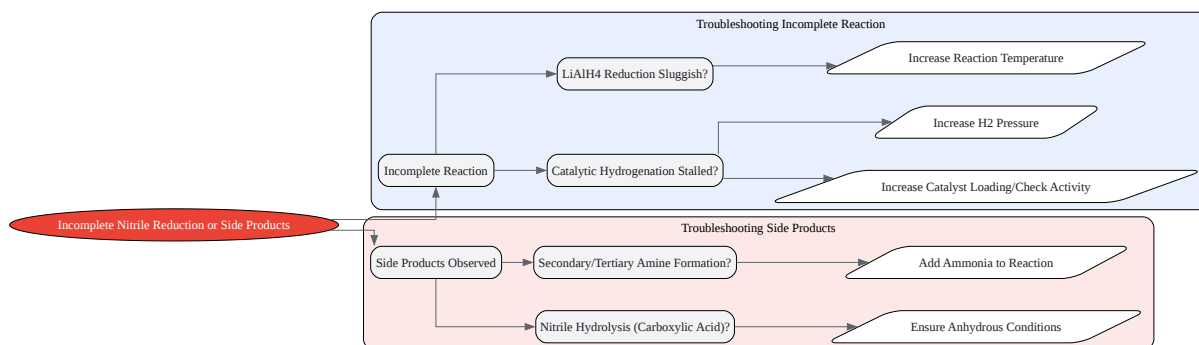 Troubleshooting Incomplete Reaction
LiAlH4 Reduction Sluggish?
Increase Reaction Temperature
Increase H2 Pressure
Incomplete Reaction
Catalytic Hydrogenation Stalled?
Increase Catalyst Loading/Check Activity
Incomplete Nitrile Reduction or Side Products
Troubleshooting Side Products
Side Products Observed
Secondary/Tertiary Amine Formation?
Add Ammonia to Reaction
Nitrile Hydrolysis (Carboxylic Acid)?
Ensure Anhydrous Conditions